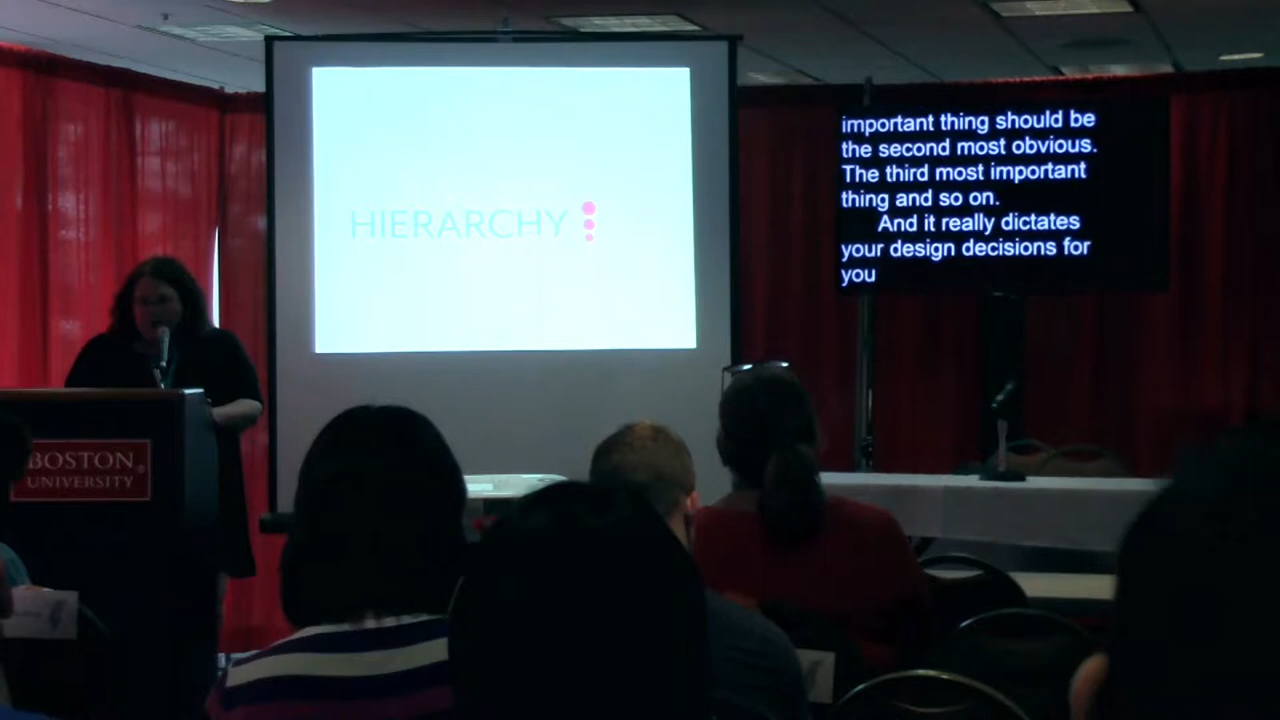 HIERARCHY
important thing should be
the second most obvious.
The third most important
thing and so on.
And it really dictates
your design decisions for
you
BOSTON
UNIVERSITY